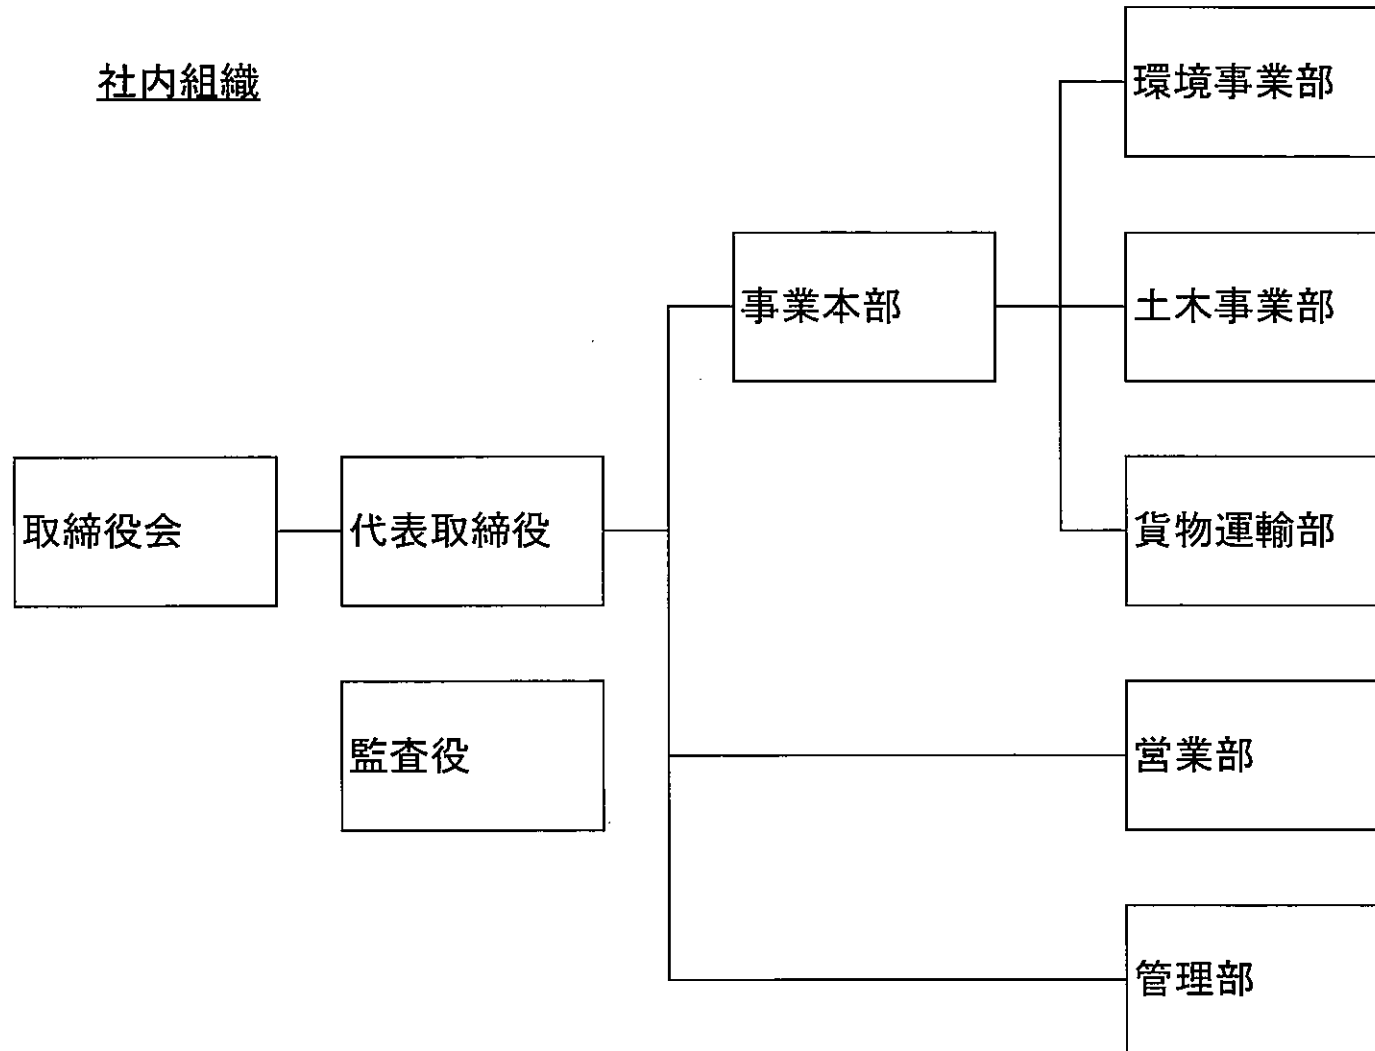 社内組織
環境事業部
事業本部
土木事業部
取締役会
代表取締役
貨物運輸部
監査役
営業部
管理部